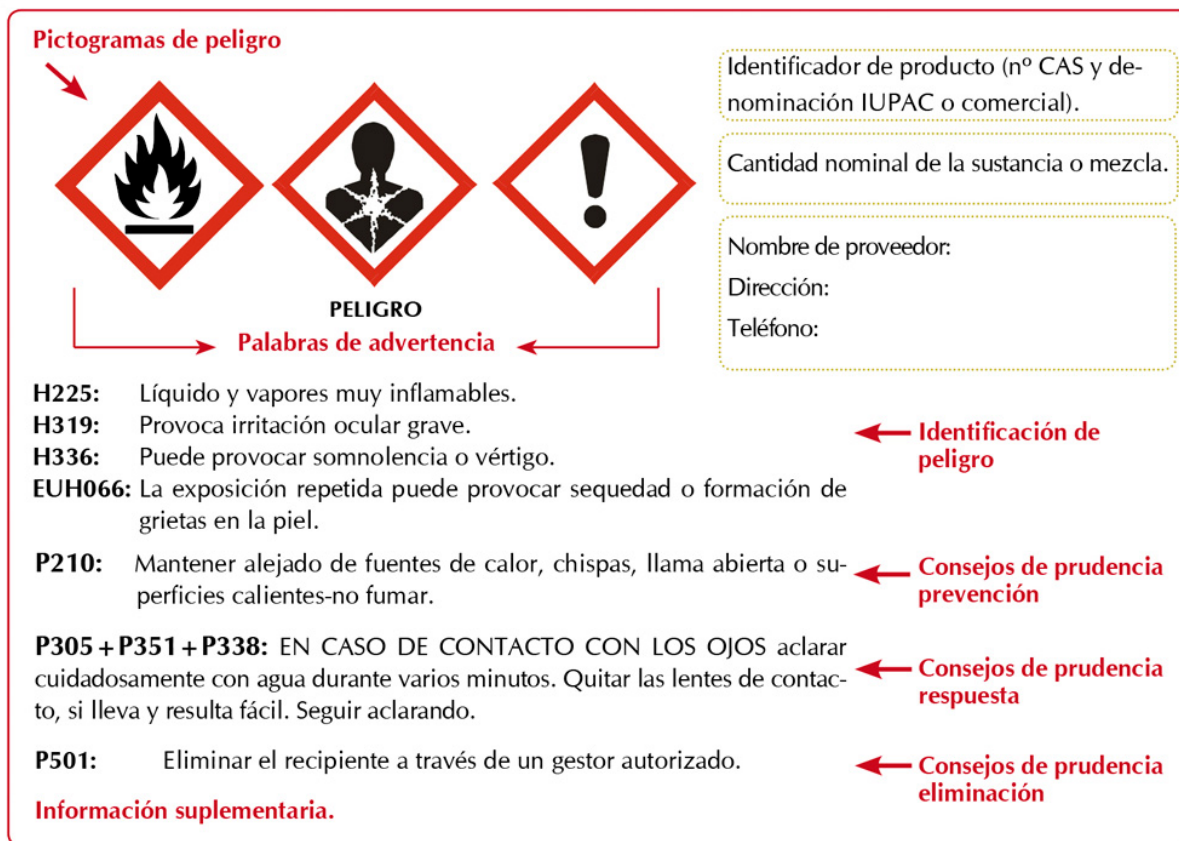 Pictogramas de peligro
PELIGRO
Palabras de advertencia
Identificador de producto (nº CAS y de-
nominación IUPAC o comercial).
Cantidad nominal de la sustancia o mezcla.
Nombre de proveedor:
Dirección:
Teléfono:
H225: Líquido y vapores muy inflamables.
H319: Provoca irritación ocular grave.
H336: Puede provocar somnolencia o vértigo.
EUH066: La exposición repetida puede provocar sequedad o formación de
grietas en la piel.
Identificación de
peligro
P210: Mantener alejado de fuentes de calor, chispas, llama abierta o su-
perficies calientes-no fumar.
Consejos de prudencia
prevención
P305+P351+P338: EN CASO DE CONTACTO CON LOS OJOS aclarar
cuidadosamente con agua durante varios minutos. Quitar las lentes de contac-
to, si lleva y resulta fácil. Seguir aclarando.
Consejos de prudencia
respuesta
P501: Eliminar el recipiente a través de un gestor autorizado.
Consejos de prudencia
eliminación
Información suplementaria.